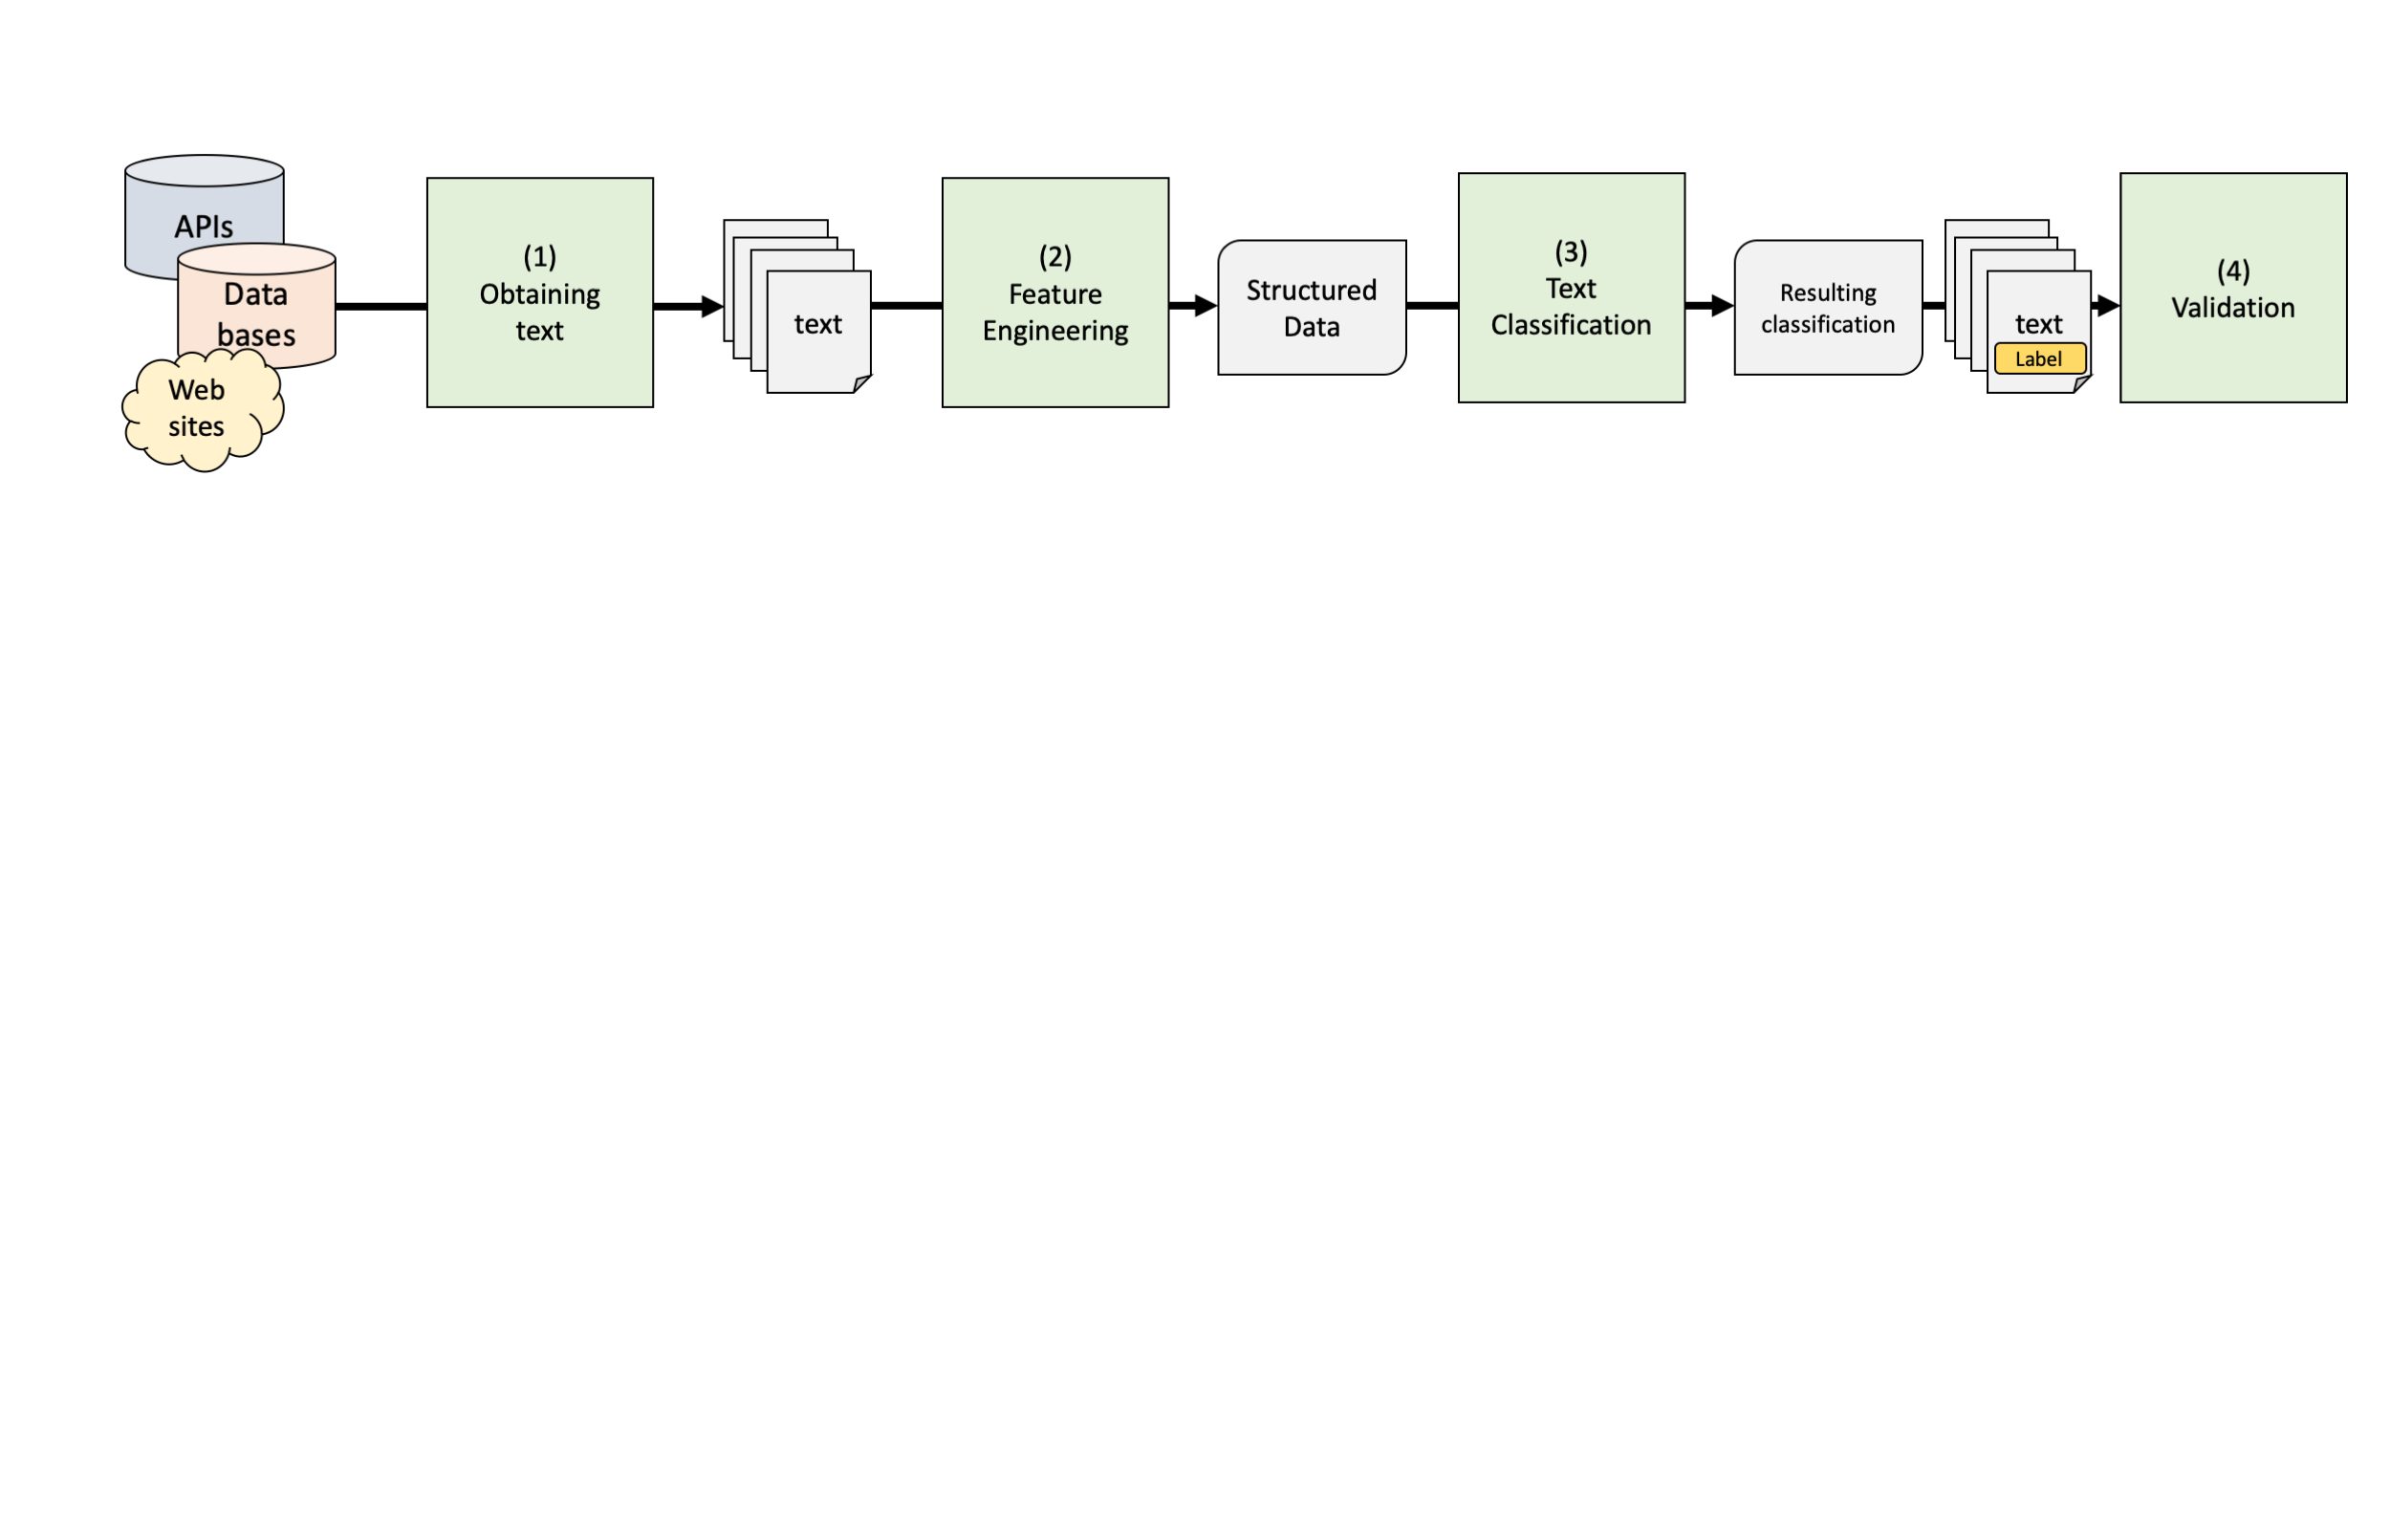 APIs
Data
bases
Web
sites
(1)
Obtaining
text
text
(2)
Feature
Engineering
Structured
Data
(3)
Text
Classification
Resulting
classification
text
Label
(4)
Validation